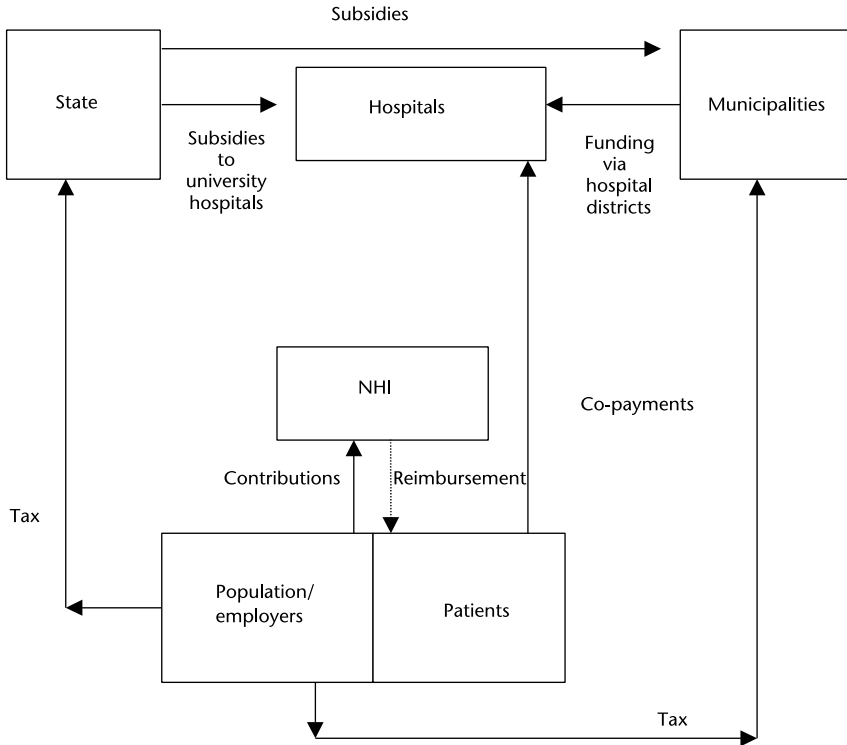 Subsidies
State
Hospitals
Municipalities
Subsidies
to
university
hospitals
Funding
via
hospital
districts
NHI
Co-payments
Contributions
Reimbursement
Tax
Population/
employers
Patients
Tax